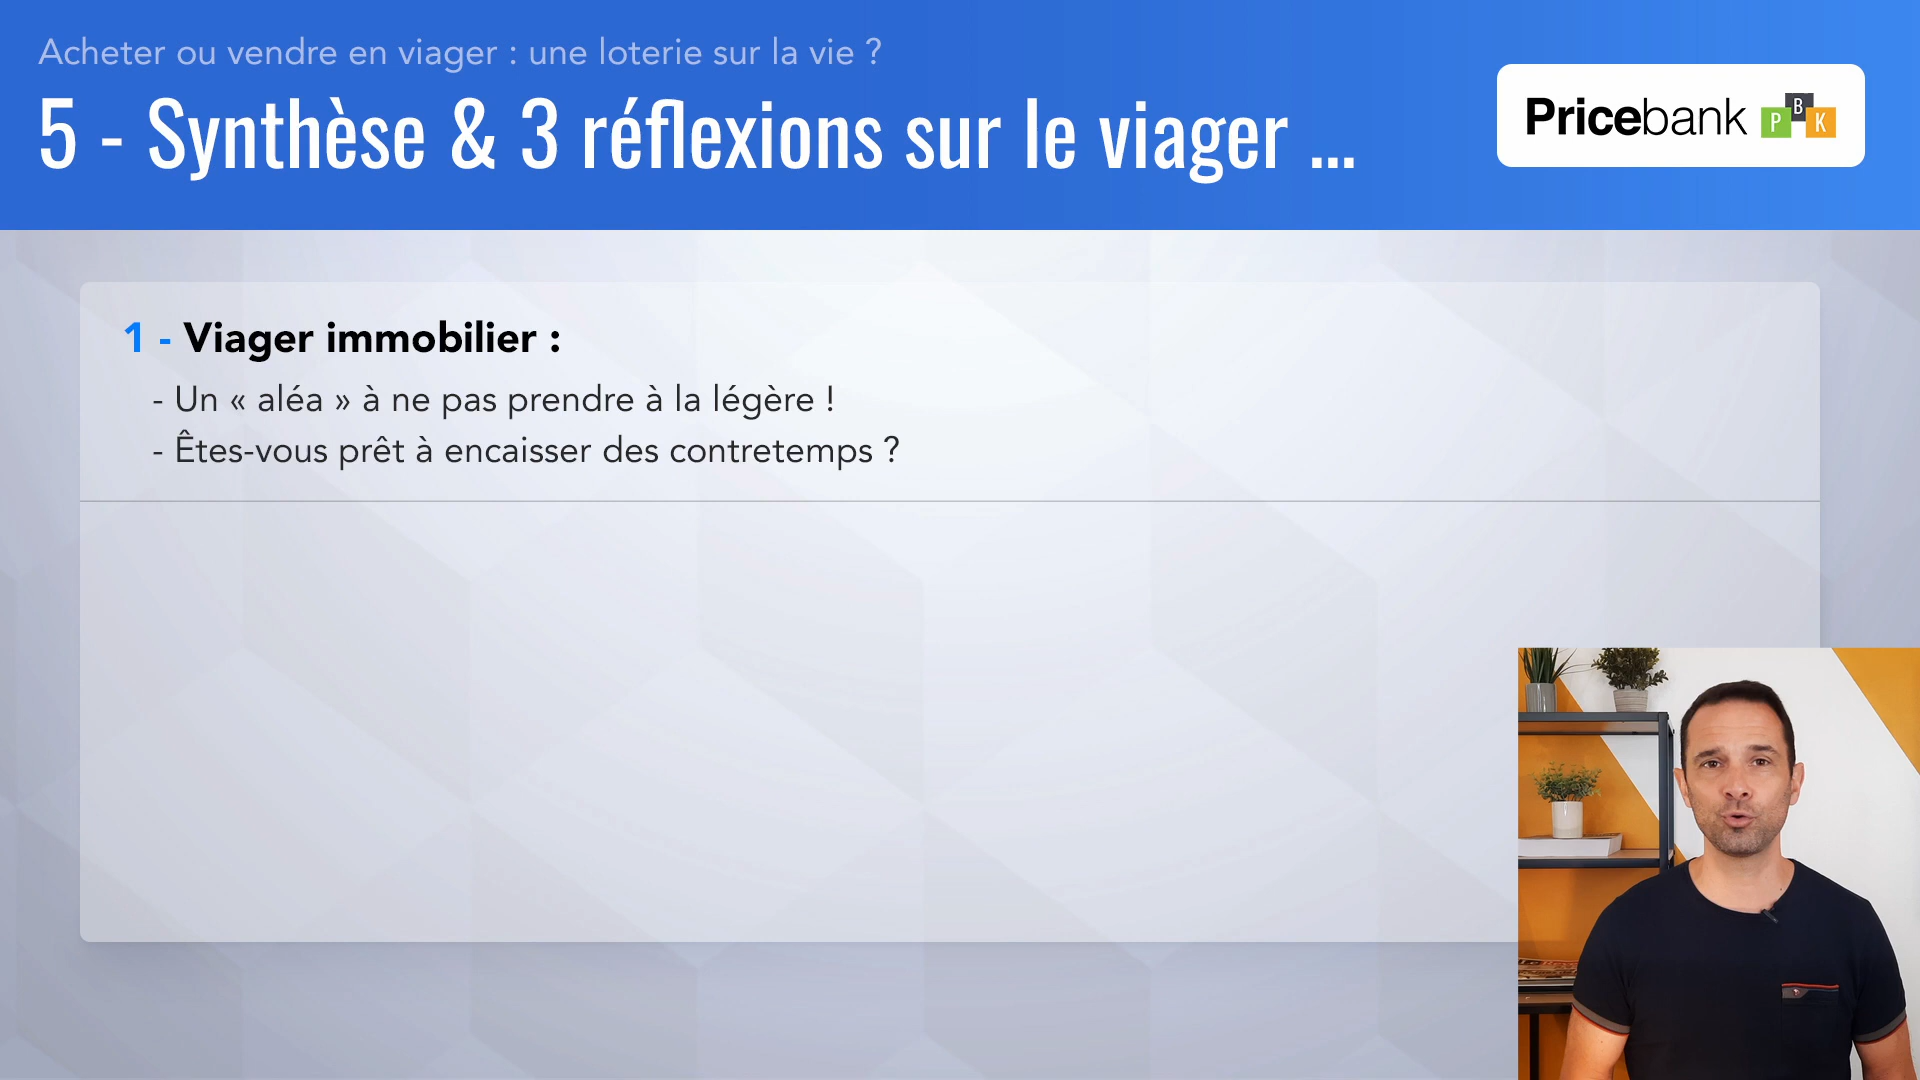 Acheter ou vendre en viager : une loterie sur la vie ?
5 - Synthèse & 3 réflexions sur le viager ...
Pricebank P B K
1 - Viager immobilier :
- Un « aléa » à ne pas prendre à la légère !
- Êtes-vous prêt à encaisser des contretemps ?